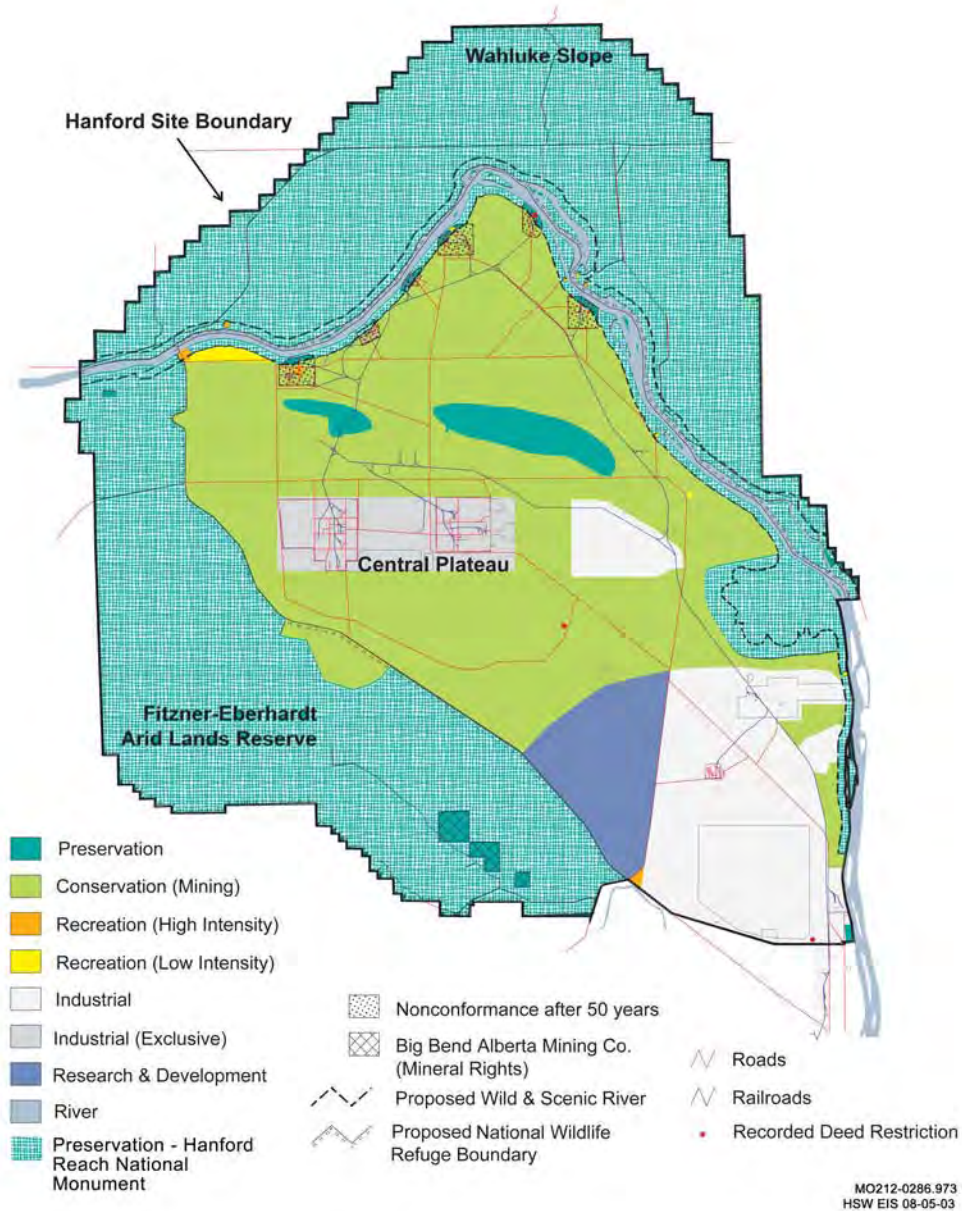 Wahluke Slope
Hanford Site Boundary
Central Plateau
Fitzner-Eberhardt
Arid Lands Reserve
Preservation
Conservation (Mining)
Recreation (High Intensity)
Recreation (Low Intensity)
Industrial
Industrial (Exclusive)
Research & Development
River
Preservation - Hanford
Reach National
Monument
Nonconformance after 50 years
Big Bend Alberta Mining Co.
(Mineral Rights)
Proposed Wild & Scenic River
Proposed National Wildlife
Refuge Boundary
Roads
Railroads
Recorded Deed Restriction
MO212-0286.973
HSW EIS 08-05-03